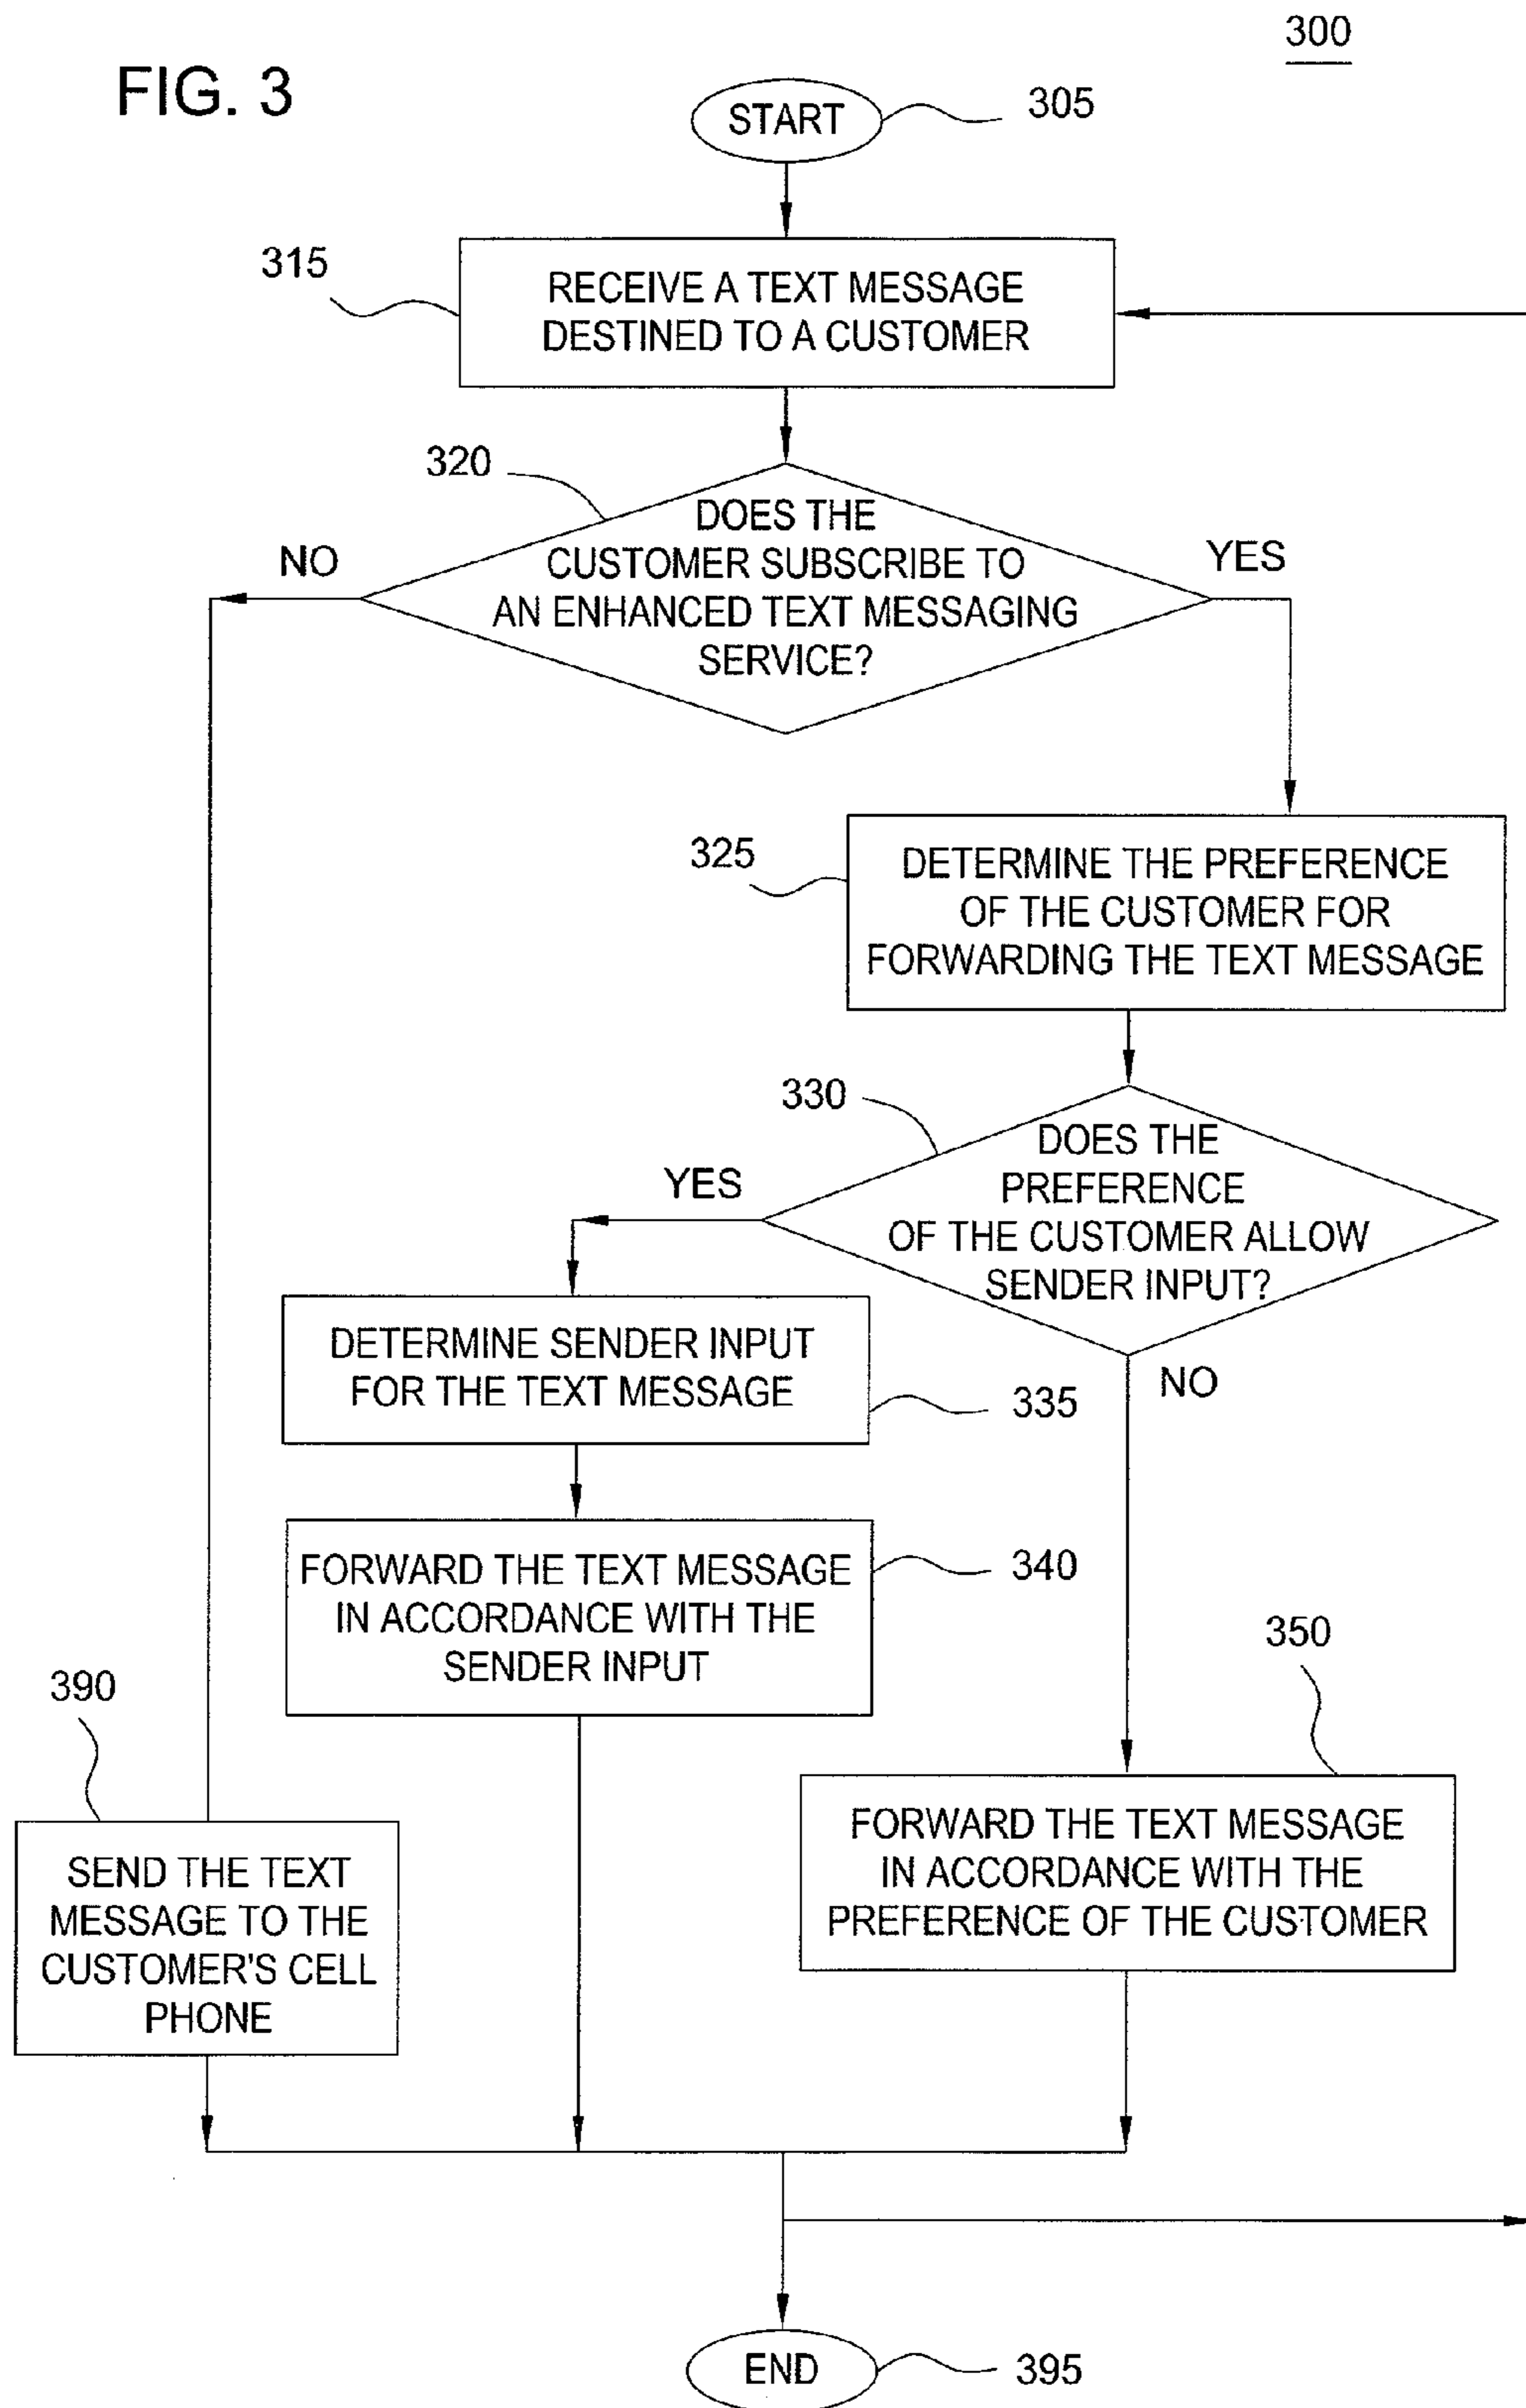 300
FIG. 3
START
305
315
RECEIVE A TEXT MESSAGE
DESTINED TO A CUSTOMER
320
DOES THE
CUSTOMER SUBSCRIBE TO
AN ENHANCED TEXT MESSAGING
SERVICE?
NO
YES
325
DETERMINE THE PREFERENCE
OF THE CUSTOMER FOR
FORWARDING THE TEXT MESSAGE
330
DOES THE
PREFERENCE
OF THE CUSTOMER ALLOW
SENDER INPUT?
YES
NO
DETERMINE SENDER INPUT
FOR THE TEXT MESSAGE
335
FORWARD THE TEXT MESSAGE
IN ACCORDANCE WITH THE
SENDER INPUT
340
350
FORWARD THE TEXT MESSAGE
IN ACCORDANCE WITH THE
PREFERENCE OF THE CUSTOMER
390
SEND THE TEXT
MESSAGE TO THE
CUSTOMER'S CELL
PHONE
END
395